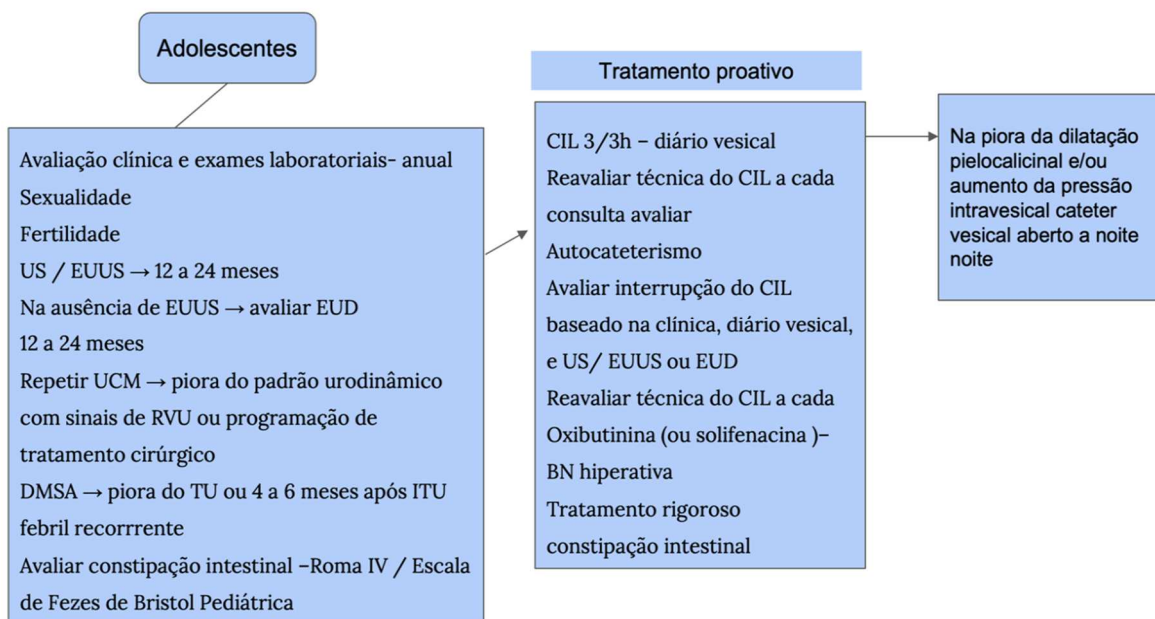 Adolescentes
Avaliação clínica e exames laboratoriais- anual
Sexualidade
Fertilidade
US / EUUS → 12 a 24 meses
Na ausência de EUUS → avaliar EUD
12 a 24 meses
Repetir UCM → piora do padrão urodinâmico
com sinais de RVU ou programação de
tratamento cirúrgico
DMSA → piora do TU ou 4 a 6 meses após ITU
febril recorrrente
Avaliar constipação intestinal –Roma IV / Escala
de Fezes de Bristol Pediátrica
Tratamento proativo
CIL 3/3h – diário vesical
Reavaliar técnica do CIL a cada
consulta avaliar
Autocateterismo
Avaliar interrupção do CIL
baseado na clínica, diário vesical,
e US/ EUUS ou EUD
Reavaliar técnica do CIL a cada
Oxibutinina (ou solifenacina )–
BN hiperativa
Tratamento rigoroso
constipação intestinal
Na piora da dilatação
pielocalicinal e/ou
aumento da pressão
intravesical cateter
vesical aberto a noite
noite